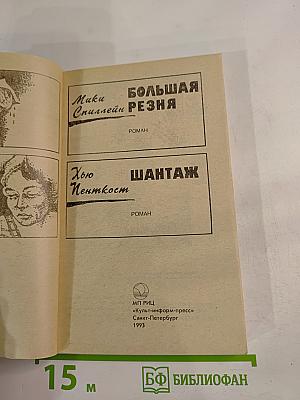 Мики
Спиллейн
БОЛЬШАЯ
РЕЗНЯ
РОМАН
Хью
Пенткост
ШАНТАЖ
РОМАН
МП РИЦ
«Культ-информ-пресс»
Санкт-Петербург
1993
15 м
БФ БИБЛИОФАН